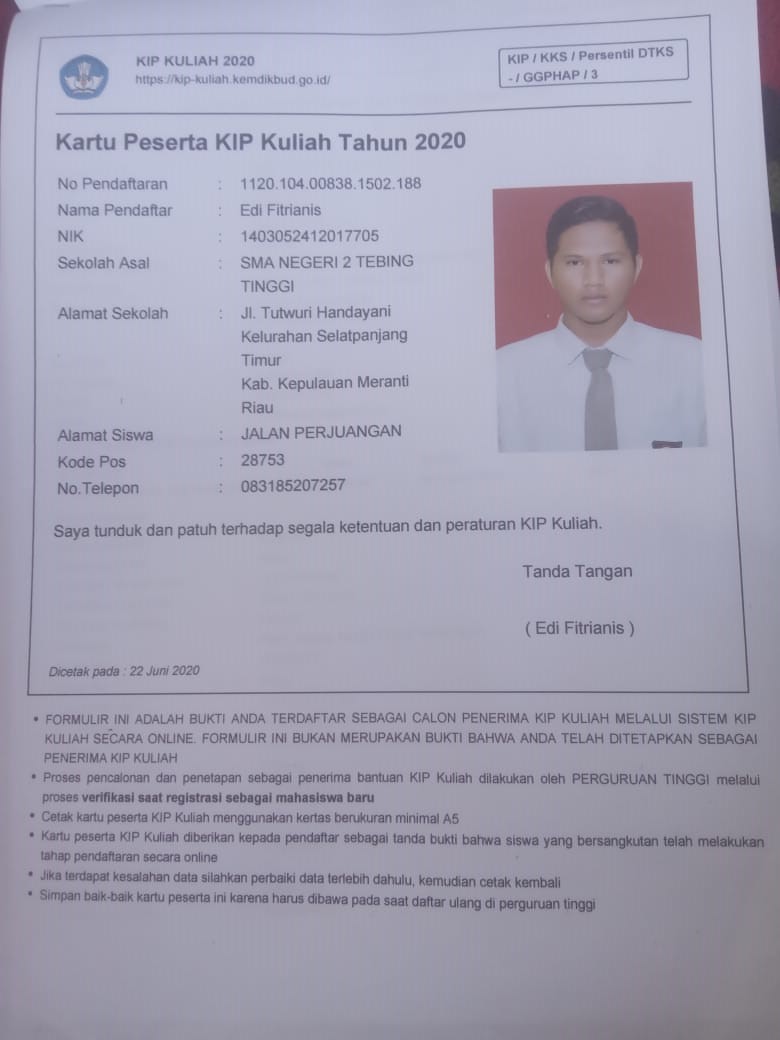 KIP KULIAH 2020
https://kip-kuliah.kemdikbud.go.id/
KIP / KKS / Persentil DTKS
- / GGPHAP / 3
Kartu Peserta KIP Kuliah Tahun 2020
No Pendaftaran : 1120.104.00838.1502.188
Nama Pendaftar : Edi Fitrianis
NIK : 1403052412017705
Sekolah Asal : SMA NEGERI 2 TEBING
TINGGI
Alamat Sekolah : Jl. Tutwuri Handayani
Kelurahan Selatpanjang
Timur
Kab. Kepulauan Meranti
Riau
Alamat Siswa : JALAN PERJUANGAN
Kode Pos : 28753
No.Telepon : 083185207257
Saya tunduk dan patuh terhadap segala ketentuan dan peraturan KIP Kuliah.
Tanda Tangan
( Edi Fitrianis )
Dicetak pada : 22 Juni 2020
• FORMULIR INI ADALAH BUKTI ANDA TERDAFTAR SEBAGAI CALON PENERIMA KIP KULIAH MELALUI SISTEM KIP
KULIAH SECARA ONLINE. FORMULIR INI BUKAN MERUPAKAN BUKTI BAHWA ANDA TELAH DITETAPKAN SEBAGAI
PENERIMA KIP KULIAH
• Proses pencalonan dan penetapan sebagai penerima bantuan KIP Kuliah dilakukan oleh PERGURUAN TINGGI melalui
proses verifikasi saat registrasi sebagai mahasiswa baru
• Cetak kartu peserta KIP Kuliah menggunakan kertas berukuran minimal A5
• Kartu peserta KIP Kuliah diberikan kepada pendaftar sebagai tanda bukti bahwa siswa yang bersangkutan telah melakukan
tahap pendaftaran secara online
• Jika terdapat kesalahan data silahkan perbaiki data terlebih dahulu, kemudian cetak kembali
• Simpan baik-baik kartu peserta ini karena harus dibawa pada saat daftar ulang di perguruan tinggi